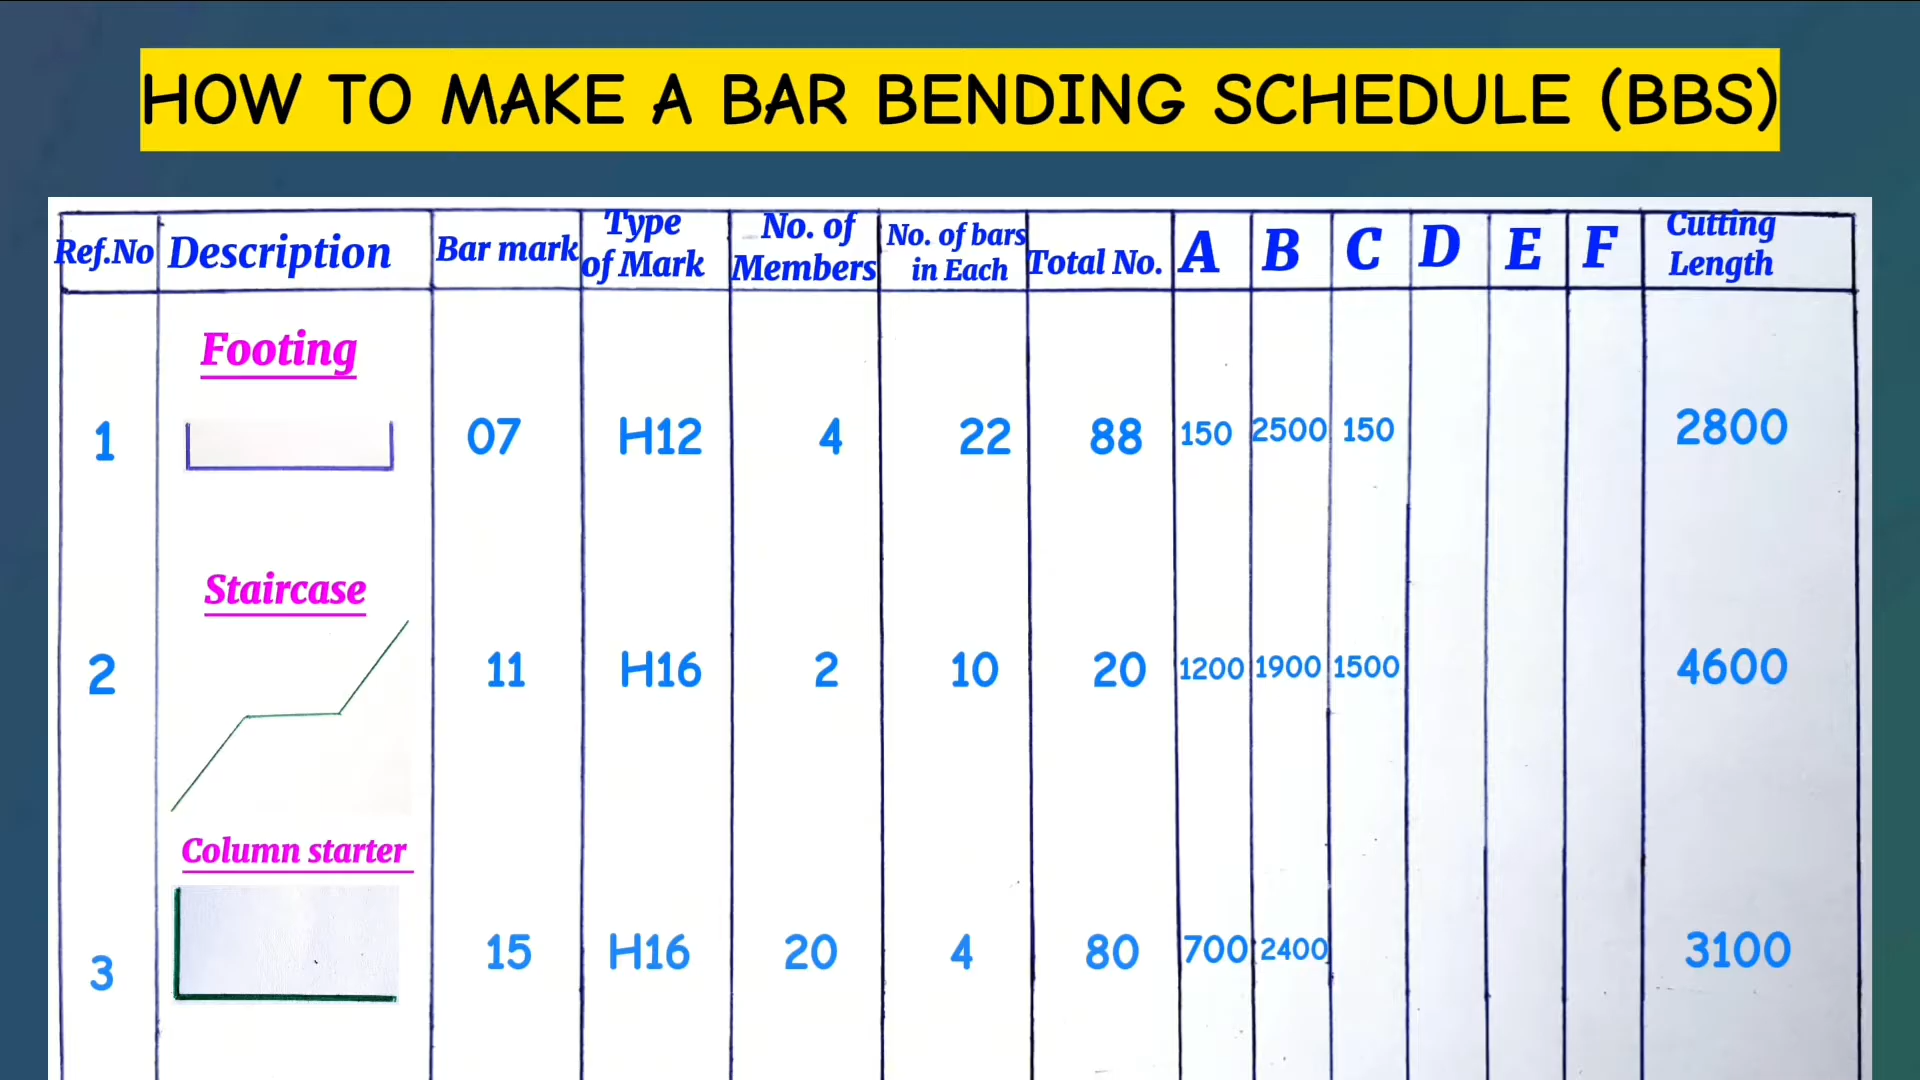 HOW TO MAKE A BAR BENDING SCHEDULE (BBS)
Ref.No Description Bar mark Type of Mark No. of Members No. of bars in Each Total No. A B C D E F Cutting Length
Footing
1 07 H12 4 22 88 150 2500 150 2800
Staircase
2 11 H16 2 10 20 1200 1900 1500 4600
Column starter
3 15 H16 20 4 80 700 2400 3100